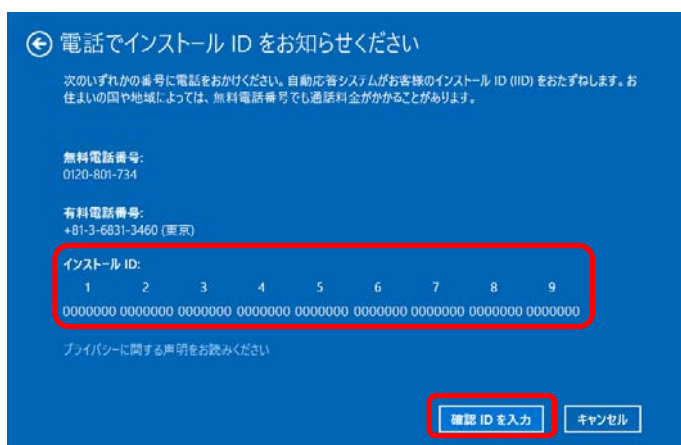 電話でインストール ID をお知らせください
次のいずれかの番号に電話をおかけください。自動応答システムがお客様のインストール ID (IID) をおたずねします。お
住まいの国や地域によっては、無料電話番号でも通話料金がかかることがあります。
無料電話番号:
0120-801-734
有料電話番号:
+81-3-6831-3460 (東京)
インストール ID:
1 2 3 4 5 6 7 8 9
0000000 0000000 0000000 0000000 0000000 0000000 0000000 0000000 0000000
プライバシーに関する声明をお読みください
確認 ID を入力 キャンセル